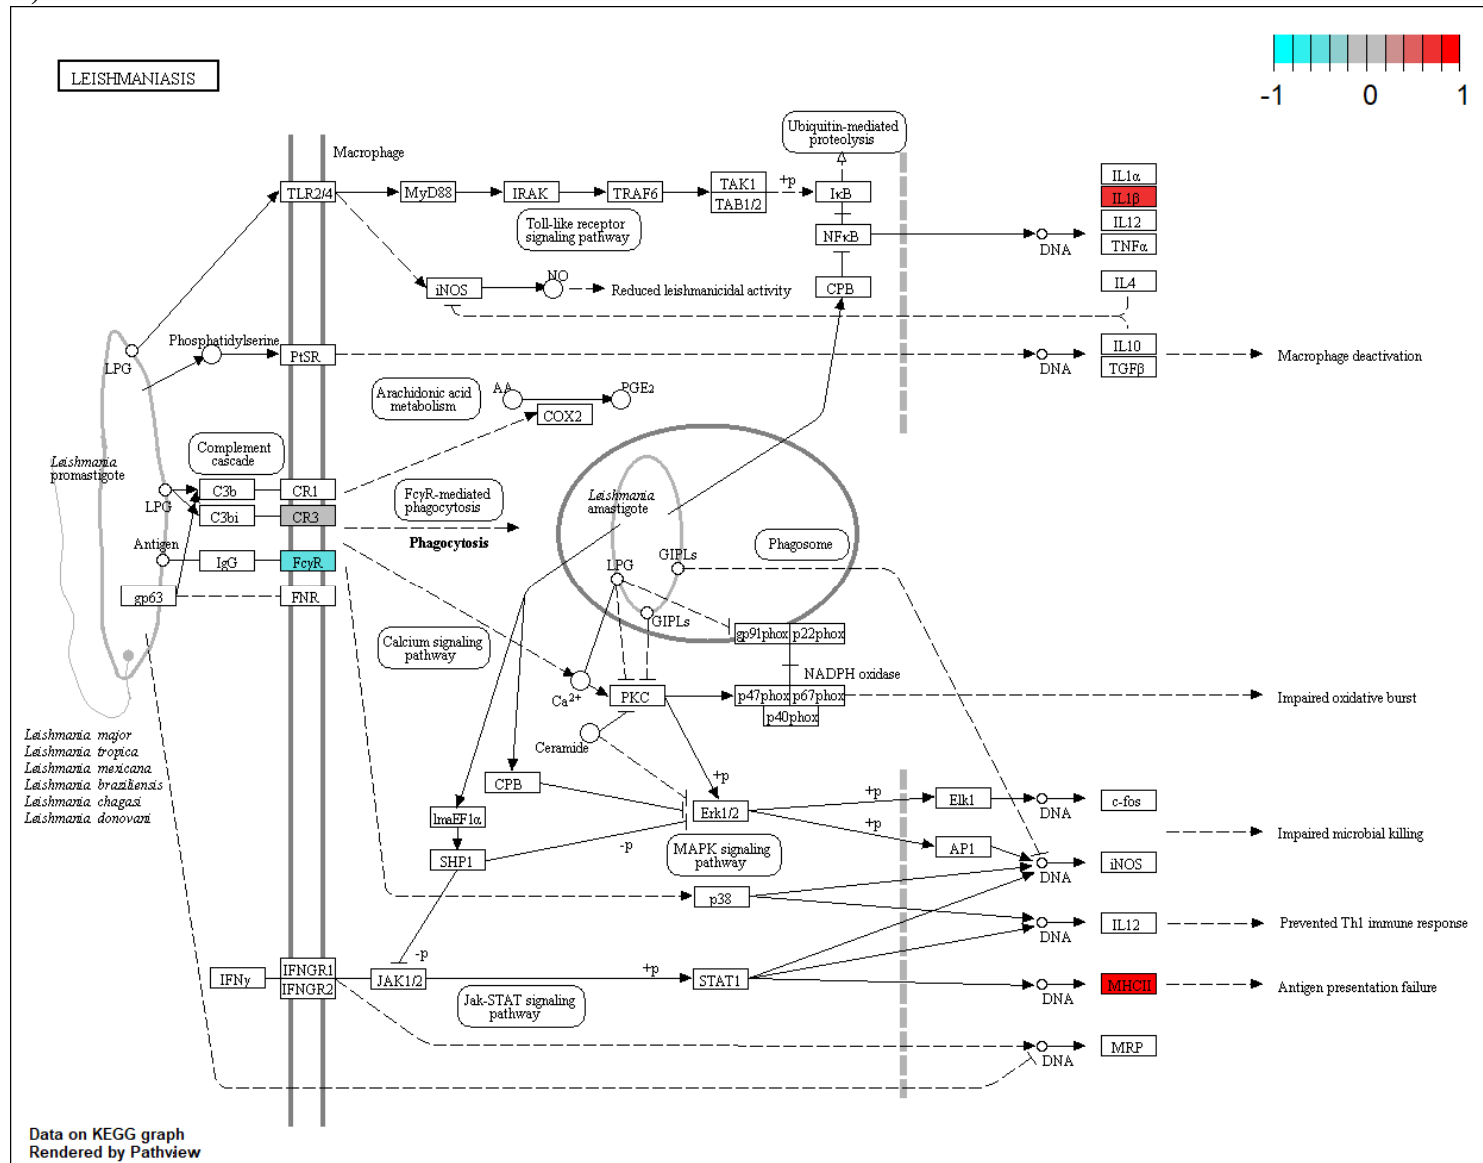 LEISHMANIASIS
-1
0
1
Macrophage
Ubiquitin-mediated
proteolysis
TLR2/4
MyD88
IRAK
TRAF6
TAK1
TAB1/2
+p
IκB
Toll-like receptor
signaling pathway
NFκB
DNA
IL1α
IL1β
IL12
TNFα
iNOS
NO
Reduced leishmanicidal activity
CPB
IL4
Phosphatidylserine
PtSR
LPG
DNA
IL10
TGFβ
Macrophage deactivation
Arachidonic acid
metabolism
AA
PGE2
COX2
Leishmania
promastigote
Complement
cascade
LPG
C3b
CR1
C3bi
CR3
FcγR-mediated
phagocytosis
Phagocytosis
Leishmania
amastigote
Phagosome
Antigen
IgG
FcγR
gp63
FNR
LPG
GIPLs
GIPLs
Calcium signaling
pathway
gp91phox
p22phox
NADPH oxidase
Ca2+
PKC
p47phox
p67phox
p40phox
Impaired oxidative burst
Ceramide
Leishmania major
Leishmania tropica
Leishmania mexicana
Leishmania braziliensis
Leishmania chagasi
Leishmania donovani
CPB
+p
lmaEF1α
Erk1/2
+p
Elk1
DNA
c-fos
+p
Impaired microbial killing
SHP1
-p
MAPK signaling
pathway
AP1
DNA
iNOS
p38
DNA
IL12
Prevented Th1 immune response
-p
IFNγ
IFNGR1
IFNGR2
JAK1/2
+p
STAT1
Jak-STAT signaling
pathway
DNA
MHCII
Antigen presentation failure
DNA
MRP
Data on KEGG graph
Rendered by Pathview